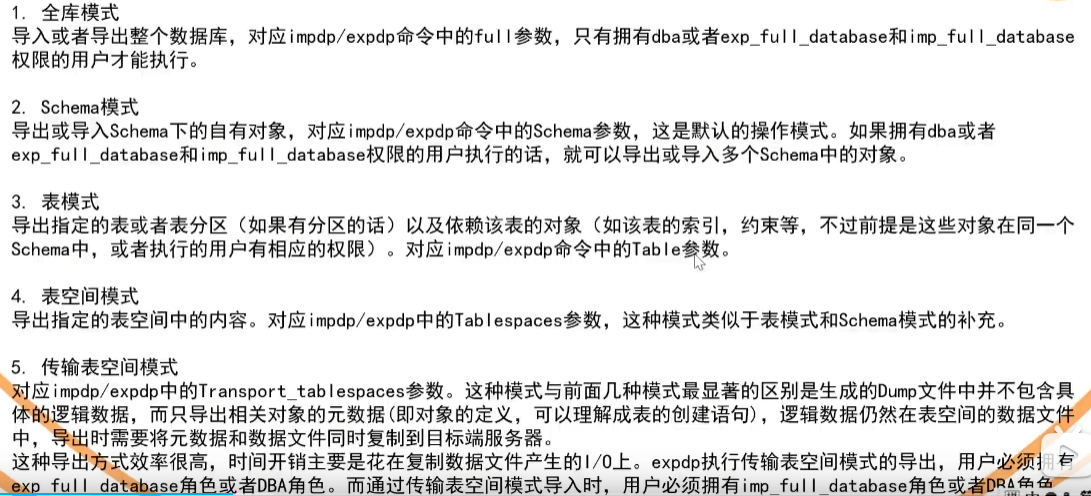 1. 全库模式
导入或者导出整个数据库，对应impdp/expdp命令中的full参数，只有拥有dba或者exp_full_database和imp_full_database
权限的用户才能执行。
2. Schema模式
导出或导入Schema下的自有对象，对应impdp/expdp命令中的Schema参数，这是默认的操作模式。如果拥有dba或者
exp_full_database和imp_full_database权限的用户执行的话，就可以导出或导入多个Schema中的对象。
3. 表模式
导出指定的表或者表分区（如果有分区的话）以及依赖该表的对象（如该表的索引，约束等，不过前提是这些对象在同一个
Schema中，或者执行的用户有相应的权限）。对应impdp/expdp命令中的Table参数。
4. 表空间模式
导出指定的表空间中的内容。对应impdp/expdp中的Tablespaces参数，这种模式类似于表模式和Schema模式的补充。
5. 传输表空间模式
对应impdp/expdp中的Transport_tablespaces参数。这种模式与前面几种模式最显著的区别是生成的Dump文件中并不包含具
体的逻辑数据，而只导出相关对象的元数据(即对象的定义，可以理解成表的创建语句)，逻辑数据仍然在表空间的数据文件
中，导出时需要将元数据和数据文件同时复制到目标端服务器。
这种导出方式效率很高，时间开销主要是花在复制数据文件产生的I/O上。expdp执行传输表空间模式的导出，用户必须拥有
exp_full_database角色或者DBA角色。而通过传输表空间模式导入时，用户必须拥有imp_full_database角色或者DBA角色